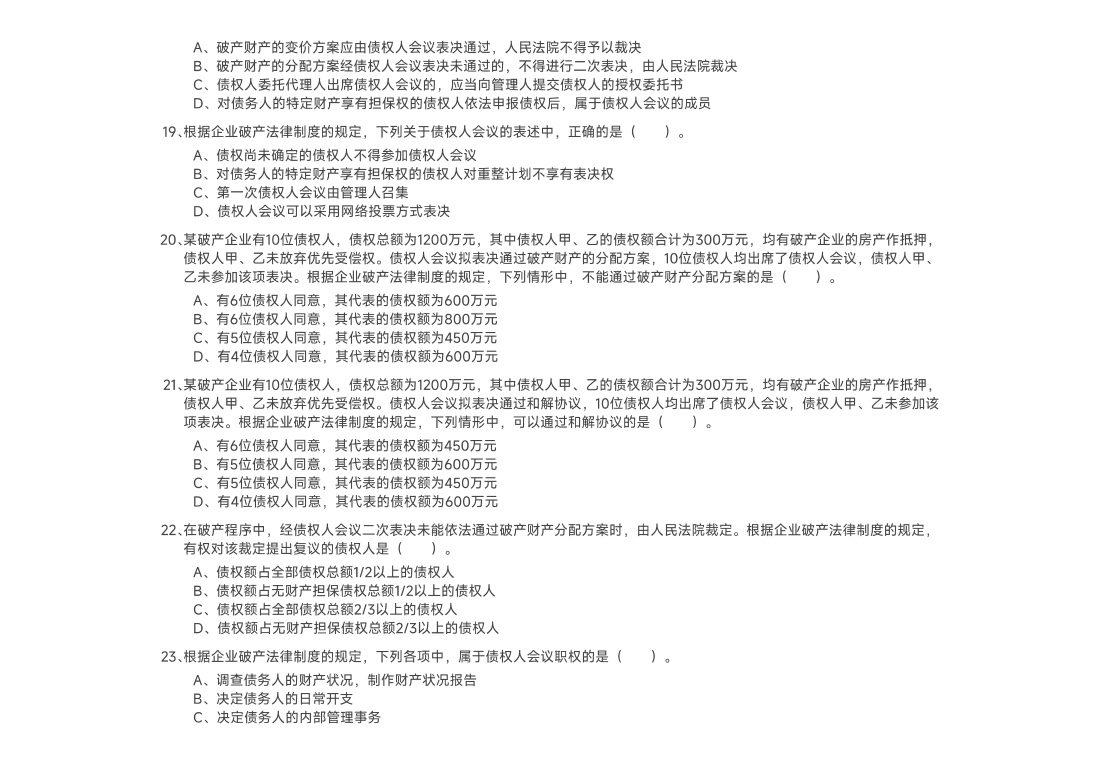 A、破产财产的变价方案应由债权人会议表决通过，人民法院不得予以裁决
B、破产财产的分配方案经债权人会议表决未通过的，不得进行二次表决，由人民法院裁决
C、债权人委托代理人出席债权人会议的，应当向管理人提交债权人的授权委托书
D、对债务人的特定财产享有担保权的债权人依法申报债权后，属于债权人会议的成员
19、根据企业破产法律制度的规定，下列关于债权人会议的表述中，正确的是（　　）。
A、债权尚未确定的债权人不得参加债权人会议
B、对债务人的特定财产享有担保权的债权人对重整计划不享有表决权
C、第一次债权人会议由管理人召集
D、债权人会议可以采用网络投票方式表决
20、某破产企业有10位债权人，债权总额为1200万元，其中债权人甲、乙的债权额合计为300万元，均有破产企业的房产作抵押，
债权人甲、乙未放弃优先受偿权。债权人会议拟表决通过破产财产的分配方案，10位债权人均出席了债权人会议，债权人甲、
乙未参加该项表决。根据企业破产法律制度的规定，下列情形中，不能通过破产财产分配方案的是（　　）。
A、有6位债权人同意，其代表的债权额为600万元
B、有6位债权人同意，其代表的债权额为800万元
C、有5位债权人同意，其代表的债权额为450万元
D、有4位债权人同意，其代表的债权额为600万元
21、某破产企业有10位债权人，债权总额为1200万元，其中债权人甲、乙的债权额合计为300万元，均有破产企业的房产作抵押，
债权人甲、乙未放弃优先受偿权。债权人会议拟表决通过和解协议，10位债权人均出席了债权人会议，债权人甲、乙未参加该
项表决。根据企业破产法律制度的规定，下列情形中，可以通过和解协议的是（　　）。
A、有6位债权人同意，其代表的债权额为450万元
B、有5位债权人同意，其代表的债权额为600万元
C、有5位债权人同意，其代表的债权额为450万元
D、有4位债权人同意，其代表的债权额为600万元
22、在破产程序中，经债权人会议二次表决未能依法通过破产财产分配方案时，由人民法院裁定。根据企业破产法律制度的规定，
有权对该裁定提出复议的债权人是（　　）。
A、债权额占全部债权总额1/2以上的债权人
B、债权额占无财产担保债权总额1/2以上的债权人
C、债权额占全部债权总额2/3以上的债权人
D、债权额占无财产担保债权总额2/3以上的债权人
23、根据企业破产法律制度的规定，下列各项中，属于债权人会议职权的是（　　）。
A、调查债务人的财产状况，制作财产状况报告
B、决定债务人的日常开支
C、决定债务人的内部管理事务